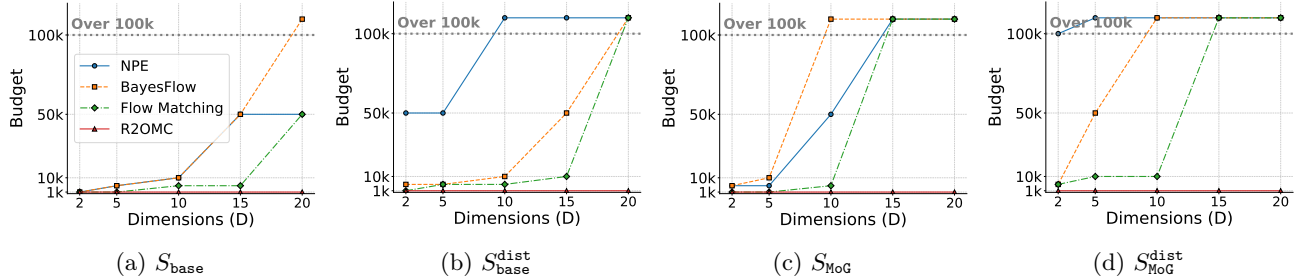 Over 100k
100k
50k
10k
1k
Budget
NPE
BayesFlow
Flow Matching
R2OMC
2 5 10 15 20
Dimensions (D)
(a) S_base
Over 100k
100k
50k
10k
1k
Budget
2 5 10 15 20
Dimensions (D)
(b) S_base^dist
Over 100k
100k
50k
10k
1k
Budget
2 5 10 15 20
Dimensions (D)
(c) S_MoG
Over 100k
100k
50k
10k
1k
Budget
2 5 10 15 20
Dimensions (D)
(d) S_MoG^dist